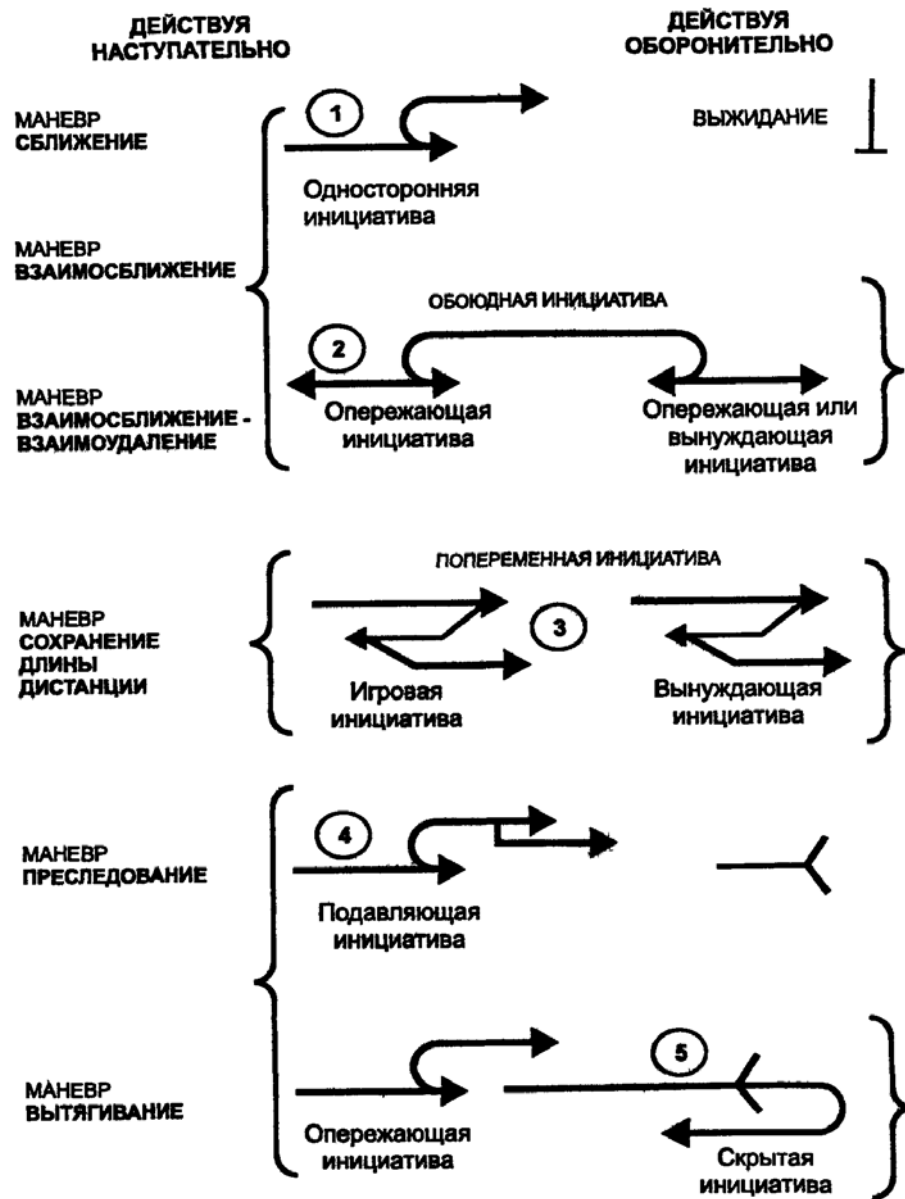 ДЕЙСТВУЯ
НАСТУПАТЕЛЬНО
ДЕЙСТВУЯ
ОБОРОНИТЕЛЬНО
МАНЕВР
СБЛИЖЕНИЕ
1
ВЫЖИДАНИЕ
Односторонняя
инициатива
МАНЕВР
ВЗАИМОСБЛИЖЕНИЕ
ОБОЮДНАЯ ИНИЦИАТИВА
2
МАНЕВР
ВЗАИМОСБЛИЖЕНИЕ -
ВЗАИМОУДАЛЕНИЕ
Опережающая
инициатива
Опережающая или
вынуждающая
инициатива
ПОПЕРЕМЕННАЯ ИНИЦИАТИВА
МАНЕВР
СОХРАНЕНИЕ
ДЛИНЫ
ДИСТАНЦИИ
3
Игровая
инициатива
Вынуждающая
инициатива
4
МАНЕВР
ПРЕСЛЕДОВАНИЕ
Подавляющая
инициатива
5
МАНЕВР
ВЫТЯГИВАНИЕ
Опережающая
инициатива
Скрытая
инициатива